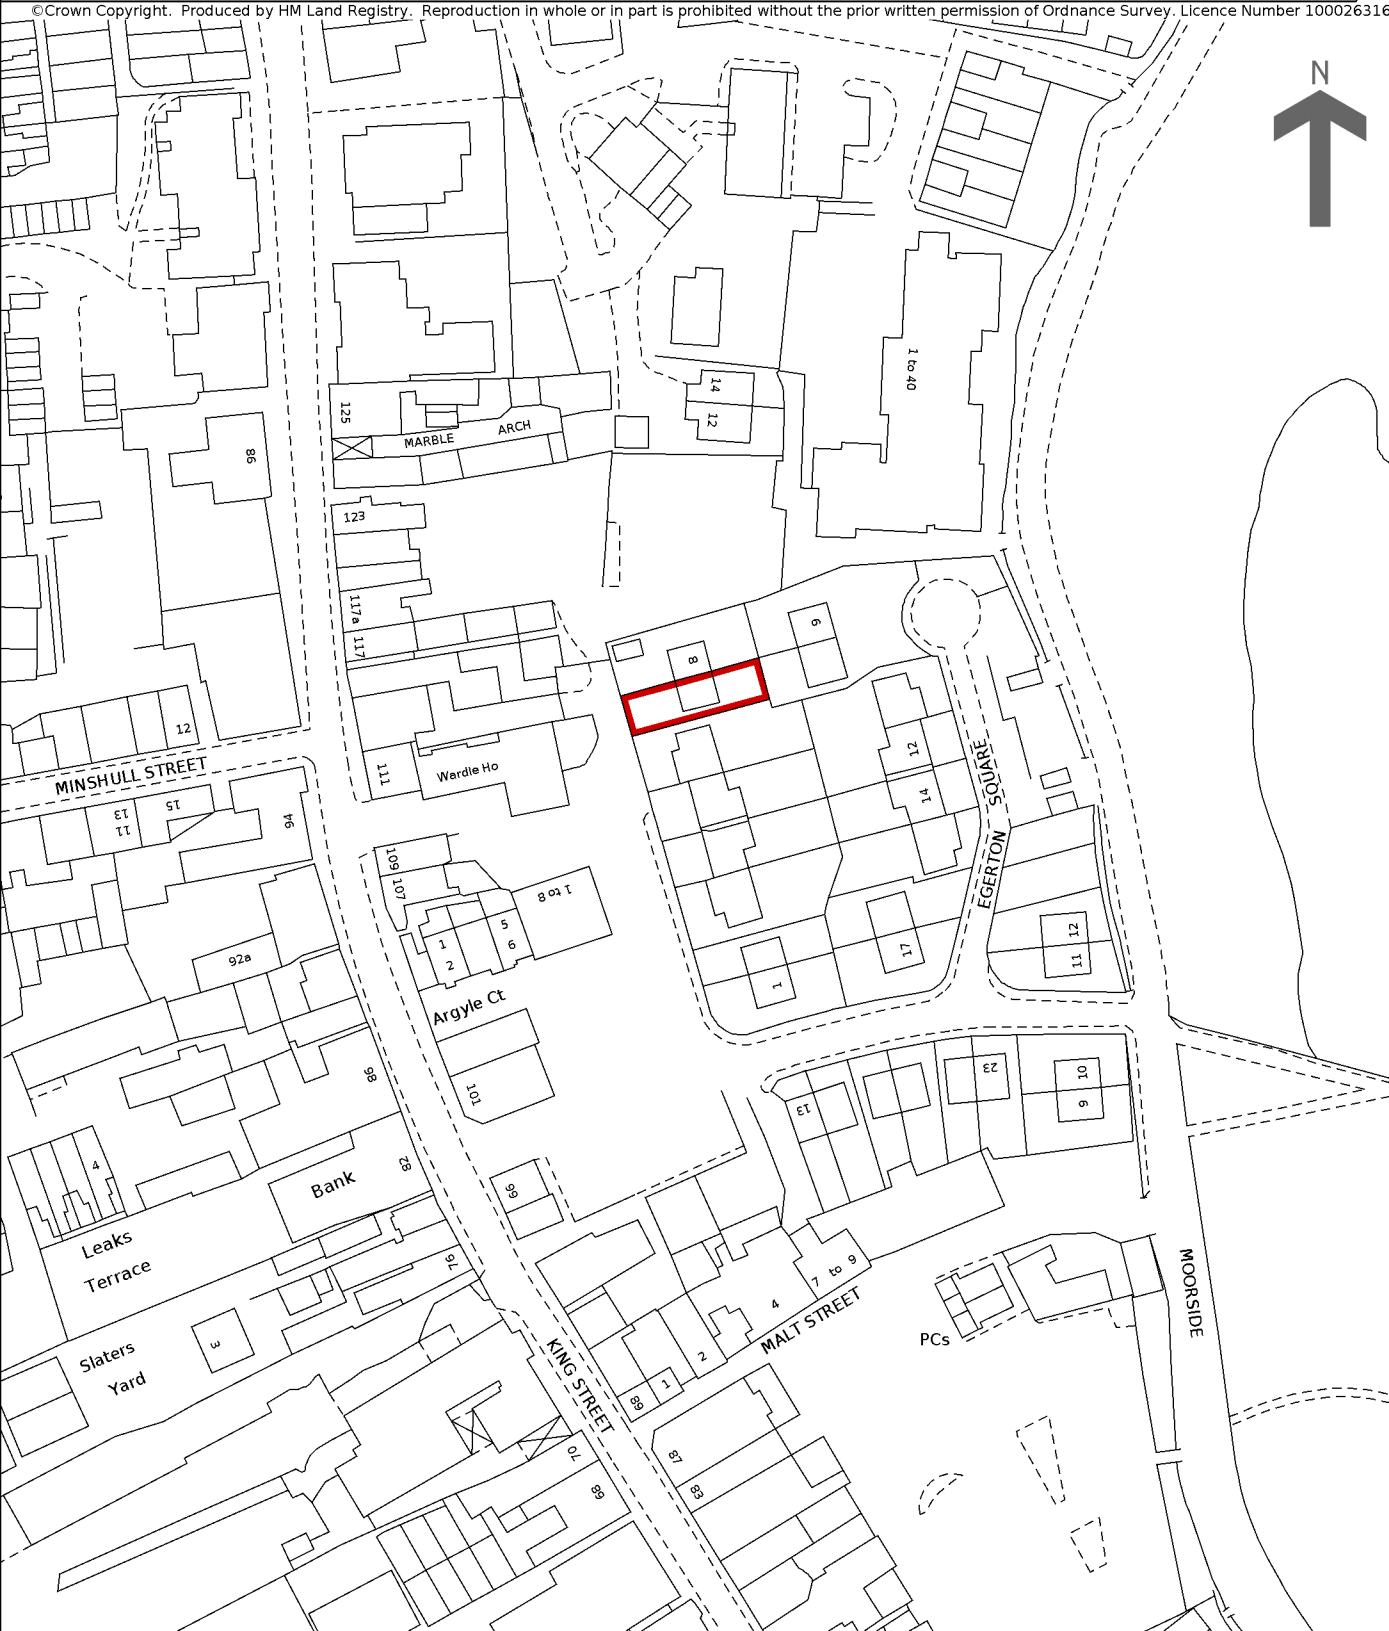 ©Crown Copyright. Produced by HM Land Registry. Reproduction in whole or in part is prohibited without the prior written permission of Ordnance Survey. Licence Number 100026316
N
1 to 40
14
12
125
MARBLE ARCH
86
123
117a
117
9
8
12
MINSHULL STREET
111
Wardle Ho
12
14
SQUARE
EGERTON
15
13
11
94
109
107
1 to 8
5
6
1
2
92a
Argyle Ct
17
1
12
11
86
101
13
23
10
9
4
82
Bank
99
Leaks
Terrace
76
7 to 9
4
MALT STREET
MOORSIDE
PCs
3
Slaters
Yard
KING STREET
2
1
89
87
83
70
68